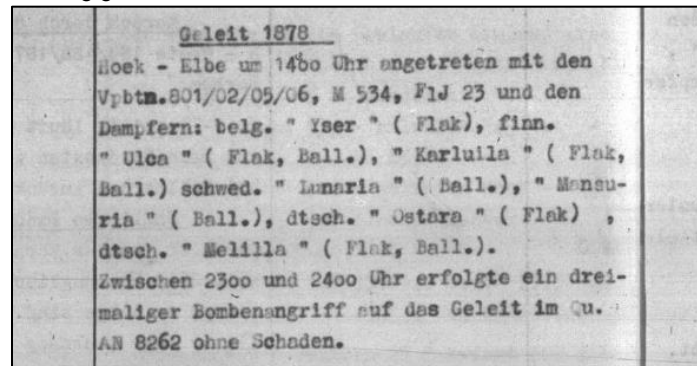 Geleit 1878
Hoek - Elbe um 14oo Uhr angetreten mit den
Vpbtn.801/02/05/06, M 534, FlJ 23 und den
Dampfern: belg. " Yser " ( Flak), finn.
" Ulca " ( Flak, Ball.), " Karluila " ( Flak,
Ball.) schwed. " Lunaria " ( Ball.), " Mansu-
ria " ( Ball.), dtsch. " Ostara " ( Flak) ,
dtsch. " Melilla " ( Flak, Ball.).
Zwischen 23oo und 24oo Uhr erfolgte ein drei-
maliger Bombenangriff auf das Geleit im Qu.
AN 8262 ohne Schaden.